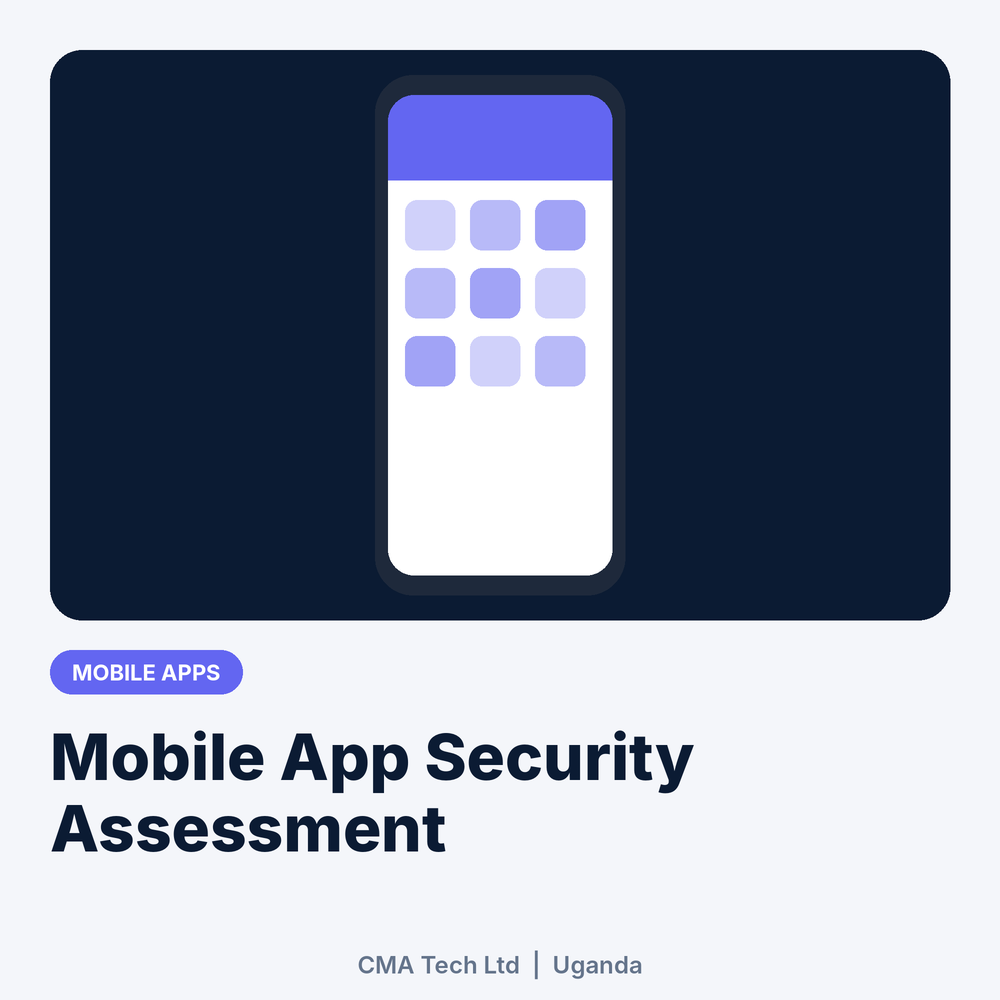 MOBILE APPS
Mobile App Security
Assessment
CMA Tech Ltd | Uganda